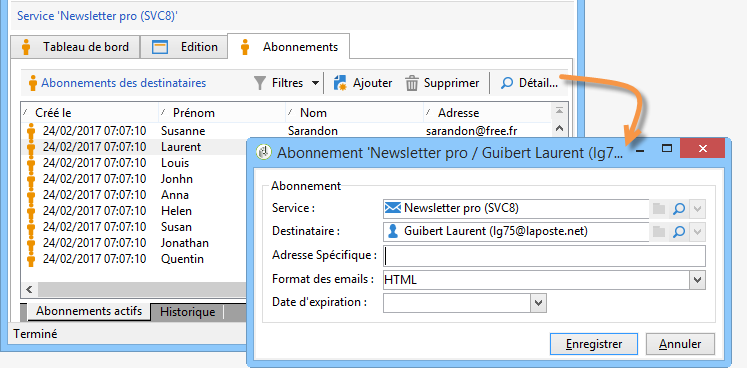 Service 'Newsletter pro (SVC8)'
Tableau de bord Edition Abonnements
Abonnements des destinataires Filtres Ajouter Supprimer Détail...
Créé le Prénom Nom Adresse
24/02/2017 07:07:10 Susanne Sarandon sarandon@free.fr
24/02/2017 07:07:10 Laurent
24/02/2017 07:07:10 Louis
24/02/2017 07:07:10 Jonhn
24/02/2017 07:07:10 Anna
24/02/2017 07:07:10 Helen
24/02/2017 07:07:10 Susan
24/02/2017 07:07:10 Jonathan
24/02/2017 07:07:10 Quentin
Abonnements actifs Historique
Terminé
Abonnement 'Newsletter pro / Guibert Laurent (lg7...
Abonnement
Service : Newsletter pro (SVC8)
Destinataire : Guibert Laurent (lg75@laposte.net)
Adresse Spécifique :
Format des emails : HTML
Date d'expiration :
Enregistrer Annuler